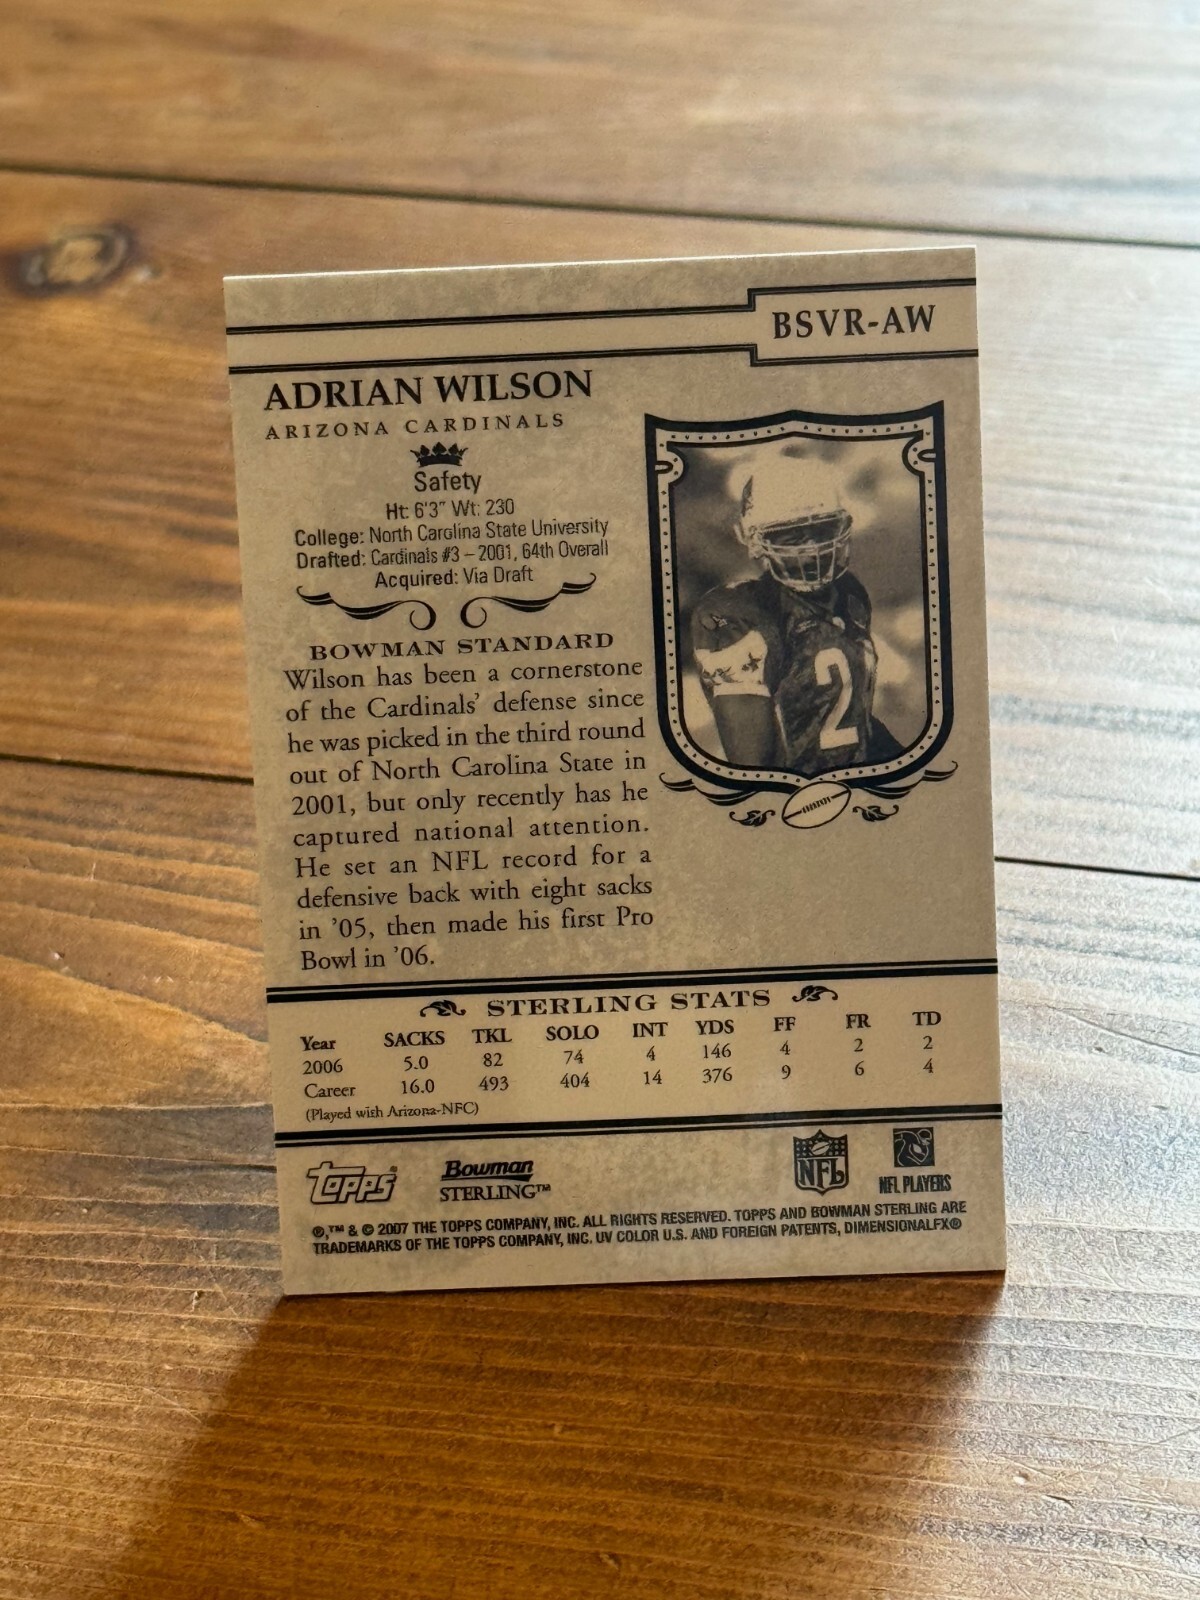 BSVR-AW
ADRIAN WILSON
ARIZONA CARDINALS
Safety
Ht: 6'3" Wt: 230
College: North Carolina State University
Drafted: Cardinals #3 – 2001, 64th Overall
Acquired: Via Draft
BOWMAN STANDARD
Wilson has been a cornerstone
of the Cardinals' defense since
he was picked in the third round
out of North Carolina State in
2001, but only recently has he
captured national attention.
He set an NFL record for a
defensive back with eight sacks
in '05, then made his first Pro
Bowl in '06.
2
STERLING STATS
Year SACKS TKL SOLO INT YDS FF FR TD
2006 5.0 82 74 4 146 4 2 2
Career 16.0 493 404 14 376 9 6 4
(Played with Arizona-NFC)
Topps® Bowman STERLING™ NFL NFL PLAYERS
®,™ & © 2007 THE TOPPS COMPANY, INC. ALL RIGHTS RESERVED. TOPPS AND BOWMAN STERLING ARE
TRADEMARKS OF THE TOPPS COMPANY, INC. UV COLOR U.S. AND FOREIGN PATENTS, DIMENSIONALFX®